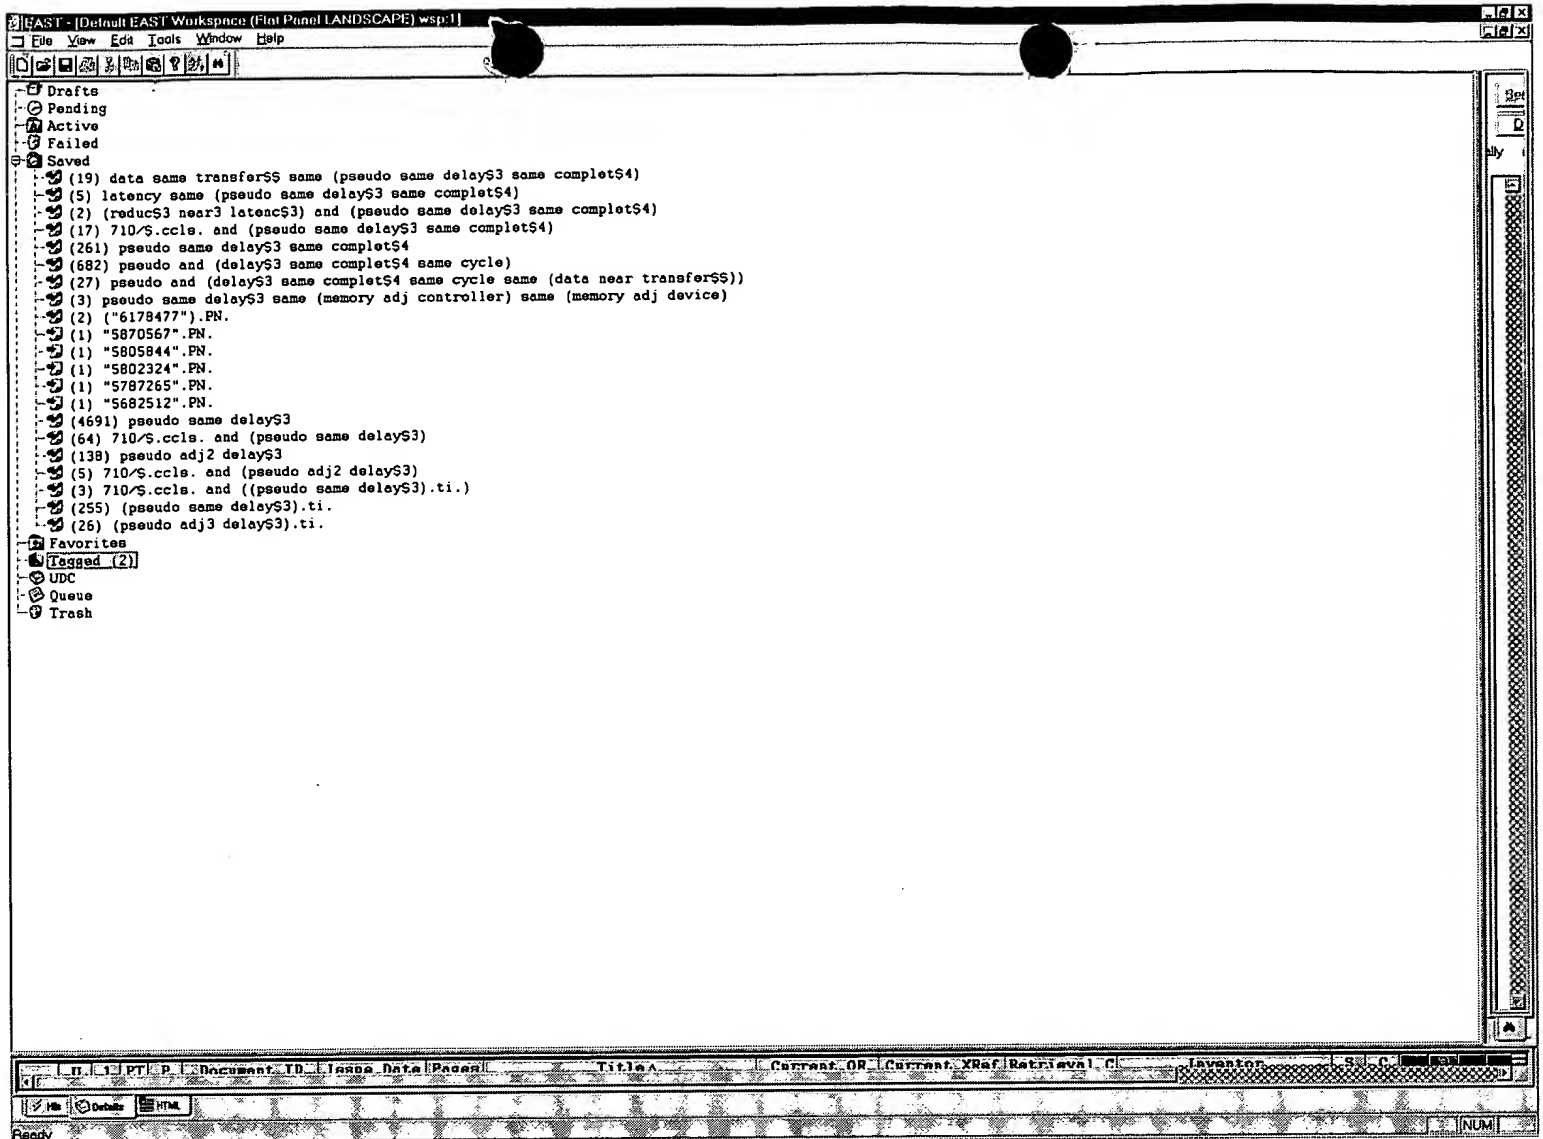 EAST - [Default EAST Workspace (Flat Panel LANDSCAPE) wsp:1]
File View Edit Tools Window Help
Drafts
Pending
Active
Failed
Saved
(19) data same transfer$$ same (pseudo same delay$3 same complet$4)
(5) latency same (pseudo same delay$3 same complet$4)
(2) (reduc$3 near3 latenc$3) and (pseudo same delay$3 same complet$4)
(17) 710/$.ccls. and (pseudo same delay$3 same complet$4)
(261) pseudo same delay$3 same complet$4
(682) pseudo and (delay$3 same complet$4 same cycle)
(27) pseudo and (delay$3 same complet$4 same cycle same (data near transfer$$))
(3) pseudo same delay$3 same (memory adj controller) same (memory adj device)
(2) ("6178477").PN.
(1) "5870567".PN.
(1) "5805844".PN.
(1) "5802324".PN.
(1) "5787265".PN.
(1) "5682512".PN.
(4691) pseudo same delay$3
(64) 710/$.ccls. and (pseudo same delay$3)
(138) pseudo adj2 delay$3
(5) 710/$.ccls. and (pseudo adj2 delay$3)
(3) 710/$.ccls. and ((pseudo same delay$3).ti.)
(255) (pseudo same delay$3).ti.
(26) (pseudo adj3 delay$3).ti.
Favorites
Tagged (2)
UDC
Queue
Trash
U 1 PT P Document ID Issue Date Pages Title Current OR Current XRef Retrieval C Inventor S C
Details HTML
Ready NUM